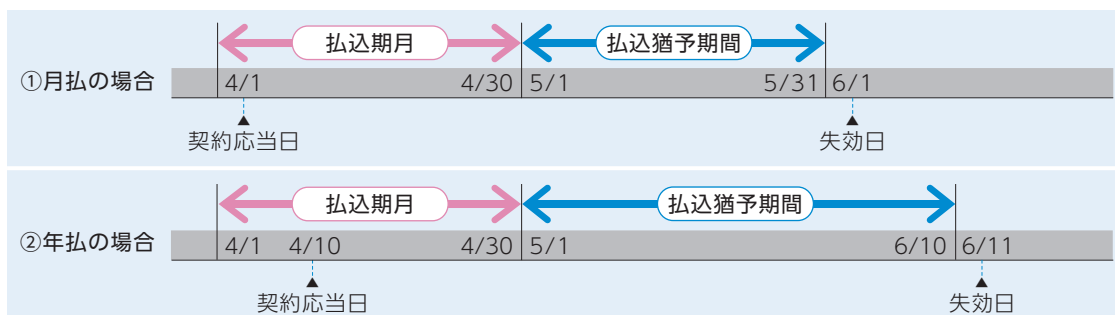 払込期月 払込猶予期間
①月払の場合 4/1 4/30 5/1 5/31 6/1
契約応当日 失効日
払込期月 払込猶予期間
②年払の場合 4/1 4/10 4/30 5/1 6/10 6/11
契約応当日 失効日